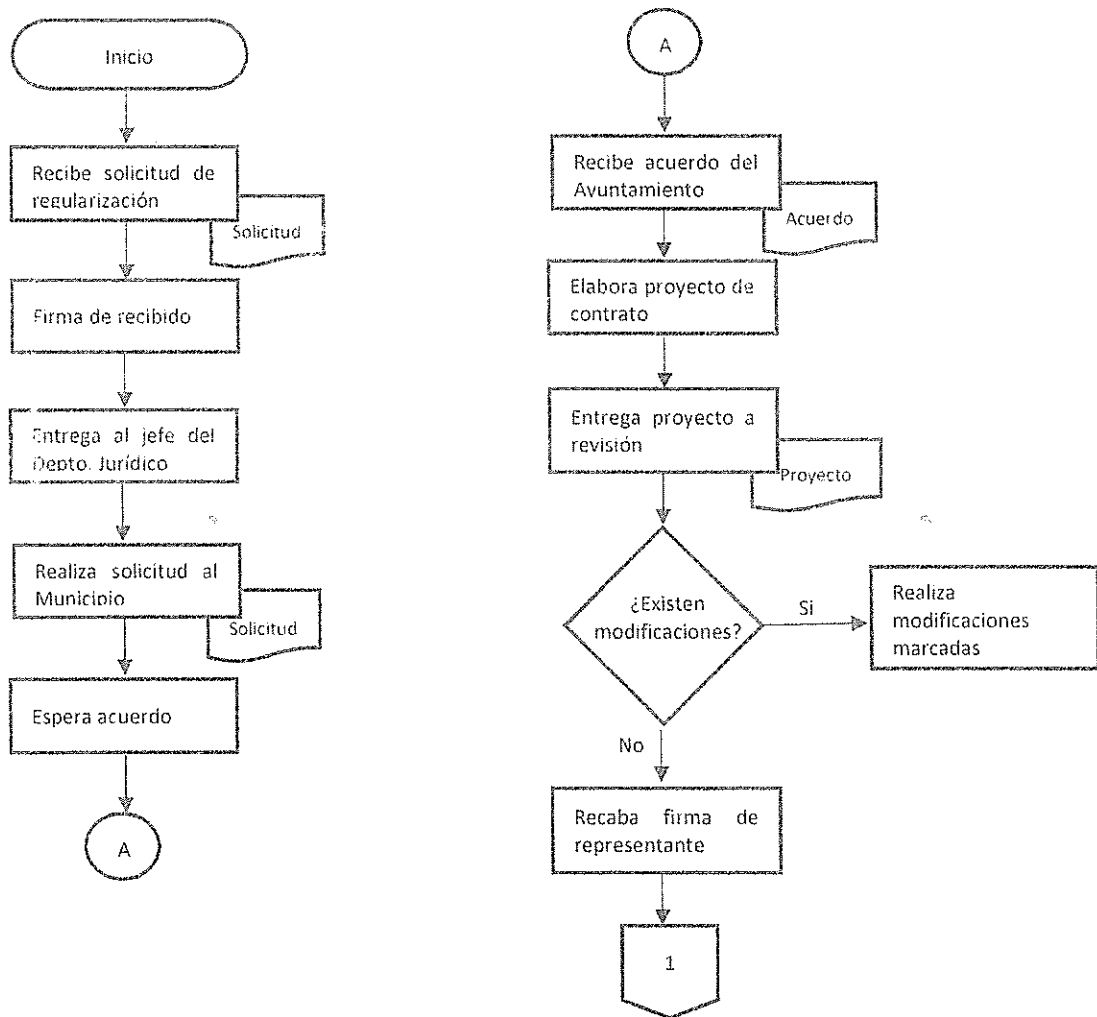 Inicio
Recibe solicitud de
regularización
Solicitud
Firma de recibido
Entrega al jefe del
Depto. Jurídico
Realiza solicitud al
Municipio
Solicitud
Espera acuerdo
A
A
Recibe acuerdo del
Ayuntamiento
Acuerdo
Elabora proyecto de
contrato
Entrega proyecto a
revisión
Proyecto
¿Existen
modificaciones?
Si
Realiza
modificaciones
marcadas
No
Recaba firma de
representante
1